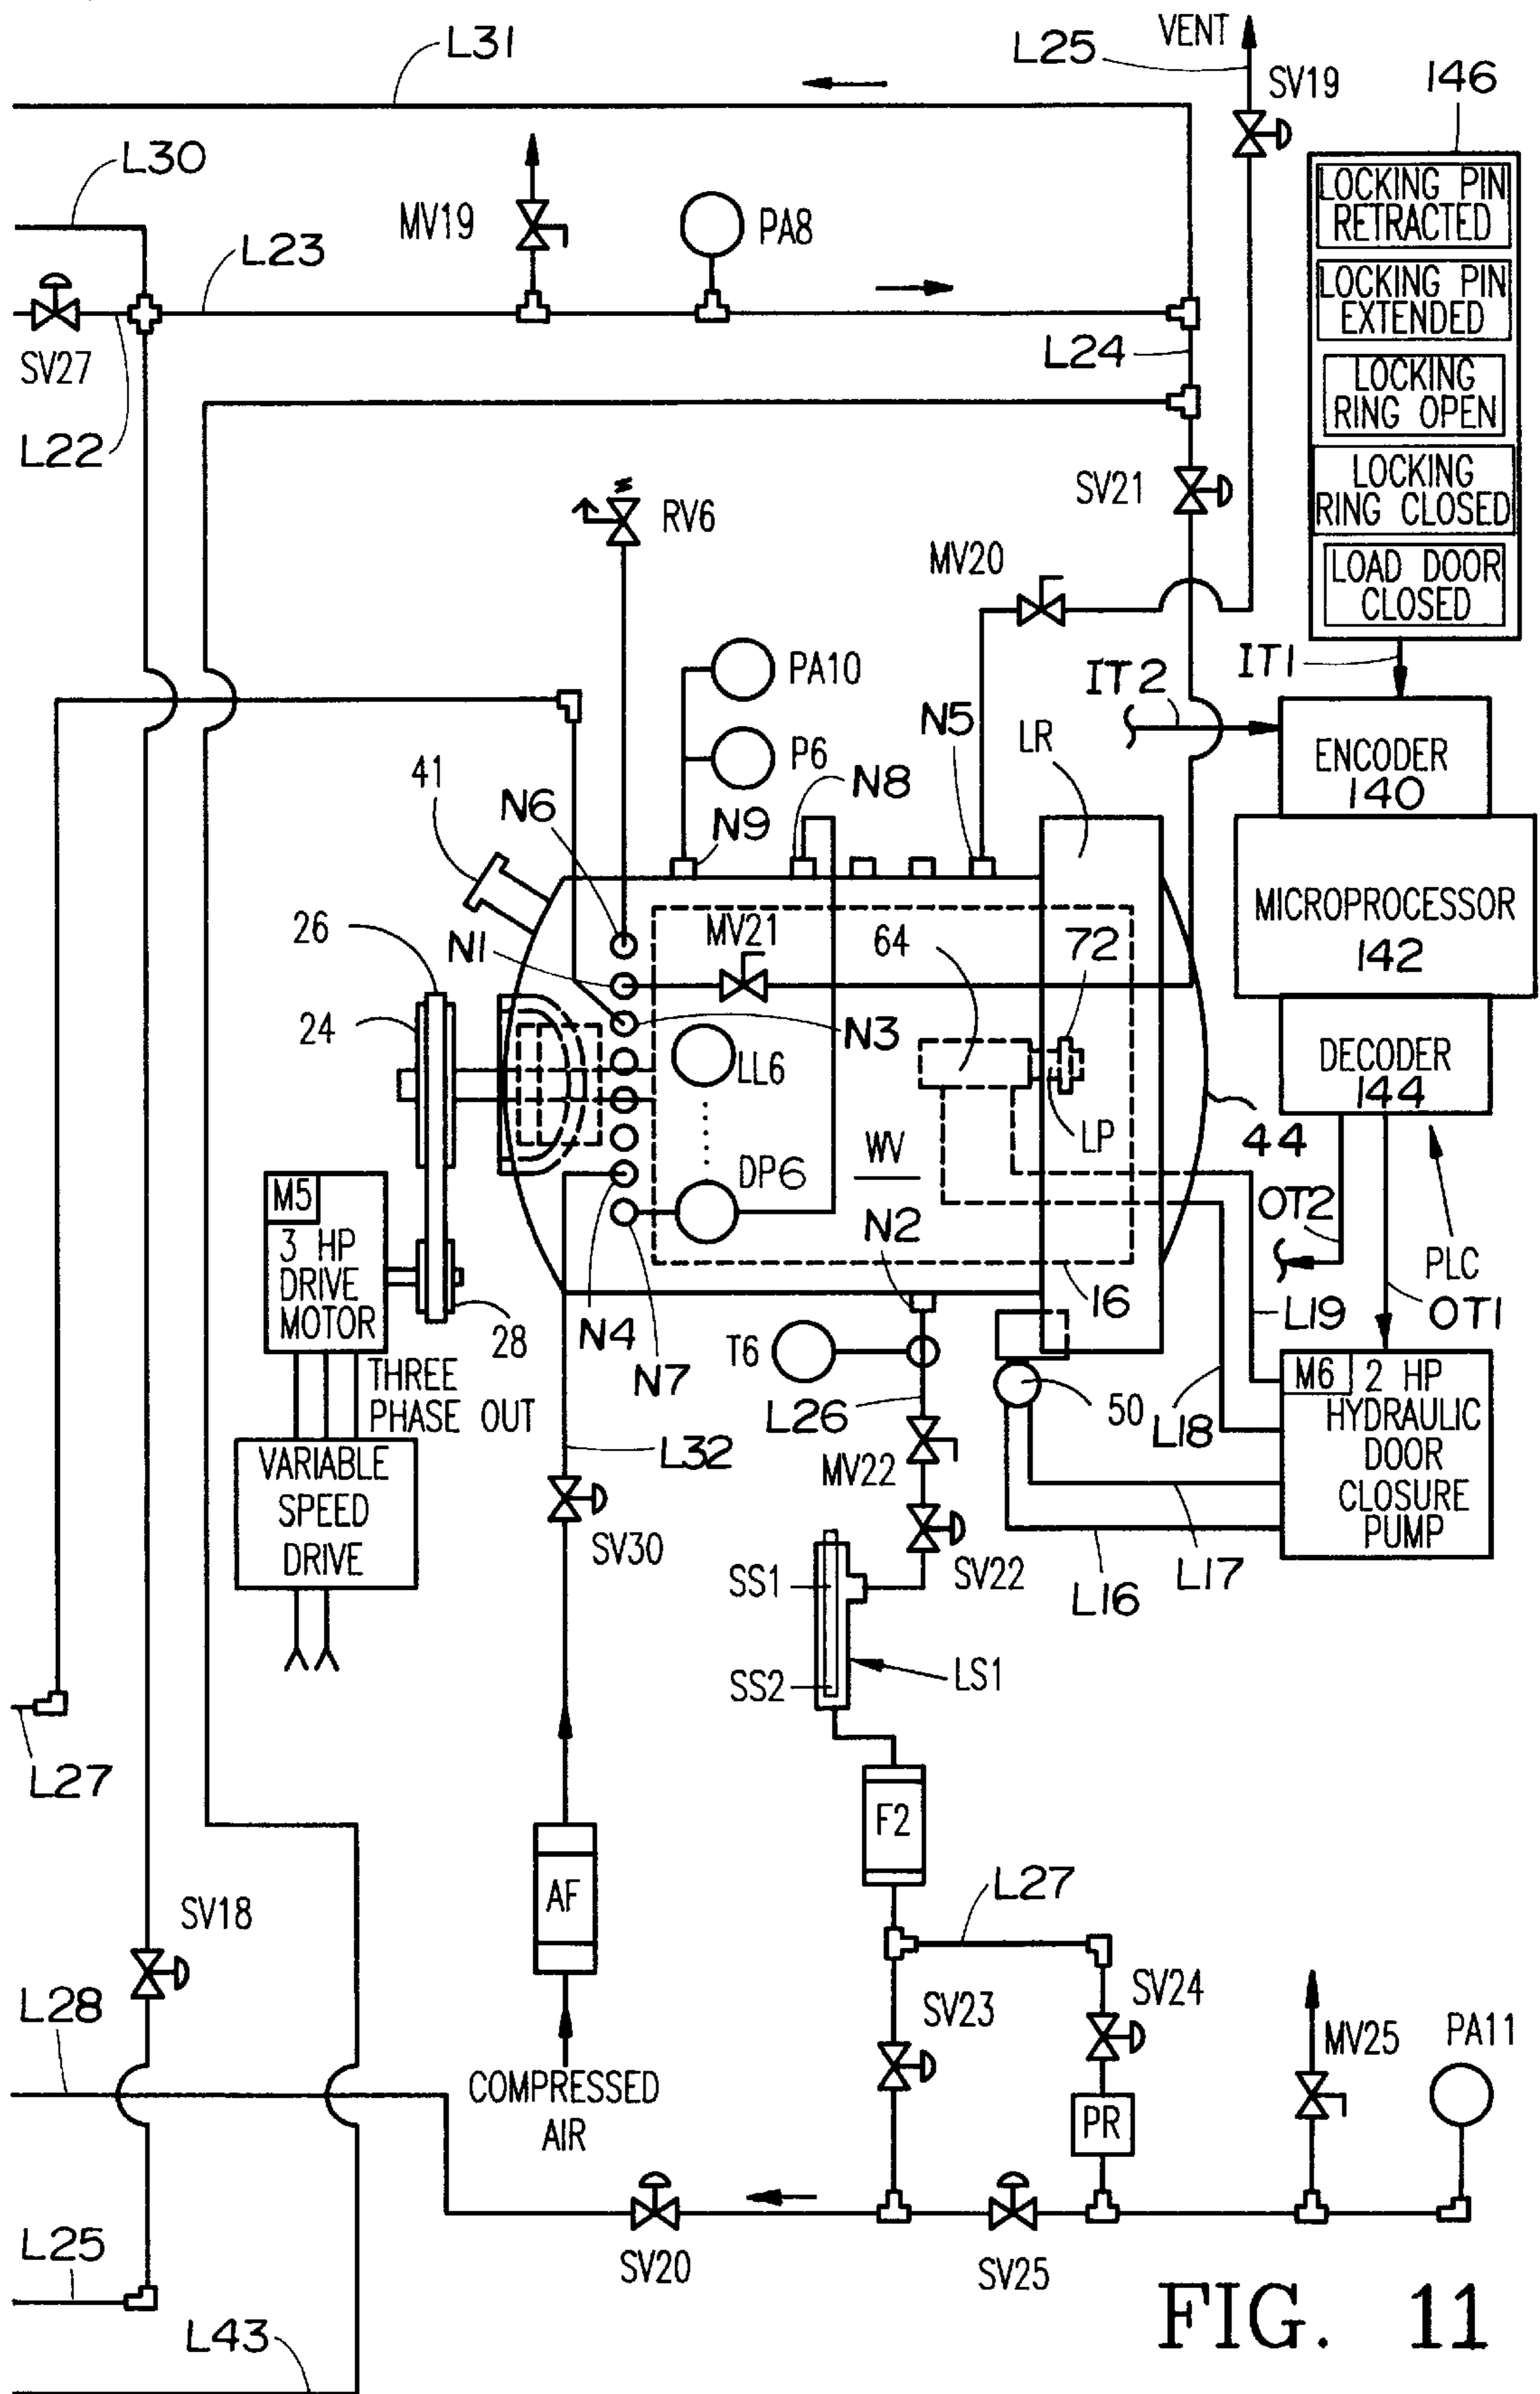 L31
L25
VENT
SV19
146
L30
MV19
PA8
L23
LOCKING PIN
RETRACTED
LOCKING PIN
EXTENDED
LOCKING
RING OPEN
LOCKING
RING CLOSED
LOAD DOOR
CLOSED
SV27
L22
L24
SV21
RV6
MV20
IT1
IT2
PA10
P6
N5
LR
ENCODER
140
41
N6
N9
N8
MICROPROCESSOR
142
26
N1
MV21
64
72
24
N3
LL6
DECODER
144
LP
44
WV
DP6
M5
3 HP
DRIVE
MOTOR
N2
OT2
PLC
OT1
28
N4
N7
T6
16
L19
THREE
PHASE OUT
L26
50
L18
M6
2 HP
HYDRAULIC
DOOR
CLOSURE
PUMP
VARIABLE
SPEED
DRIVE
L32
MV22
SV30
SV22
L17
L16
SS1
SS2
LS1
L27
F2
AF
L27
SV18
L28
SV23
SV24
MV25
PA11
COMPRESSED
AIR
PR
L25
SV20
SV25
L43
FIG. 11